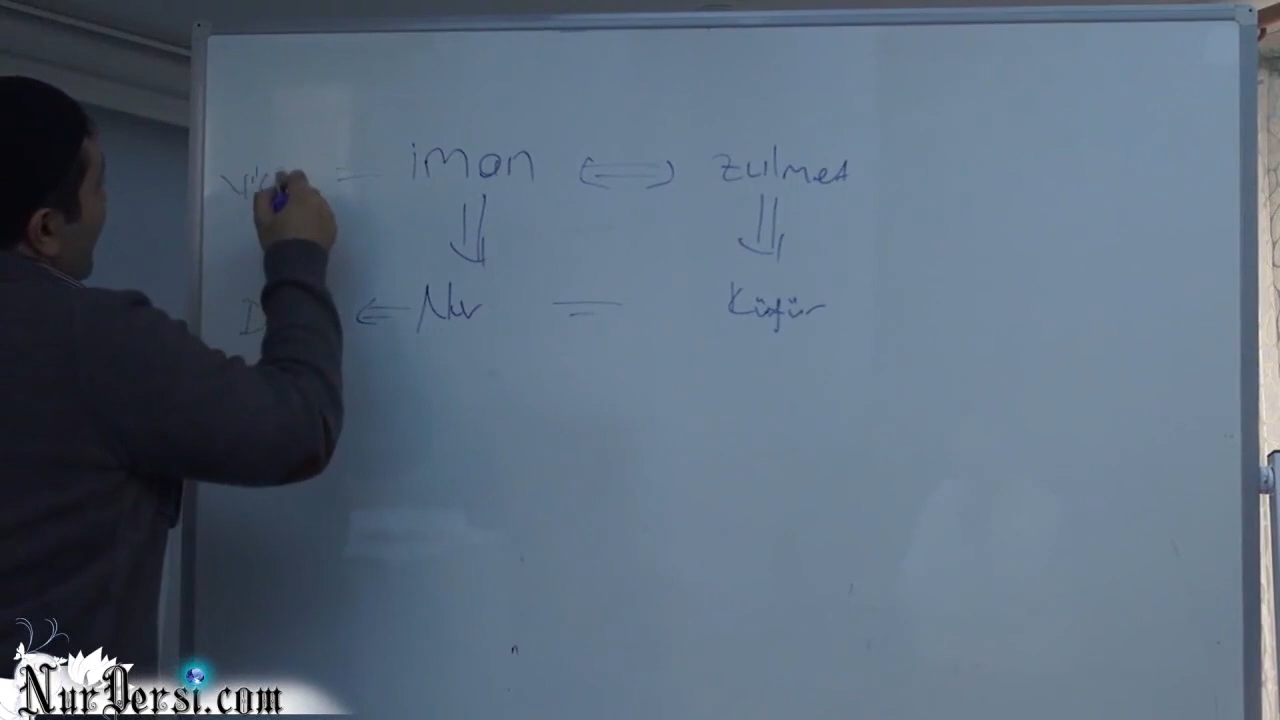 = iman ⟺ zulmet
⇓ ⇓
D ← Nur = Küfür
NurDersi.com